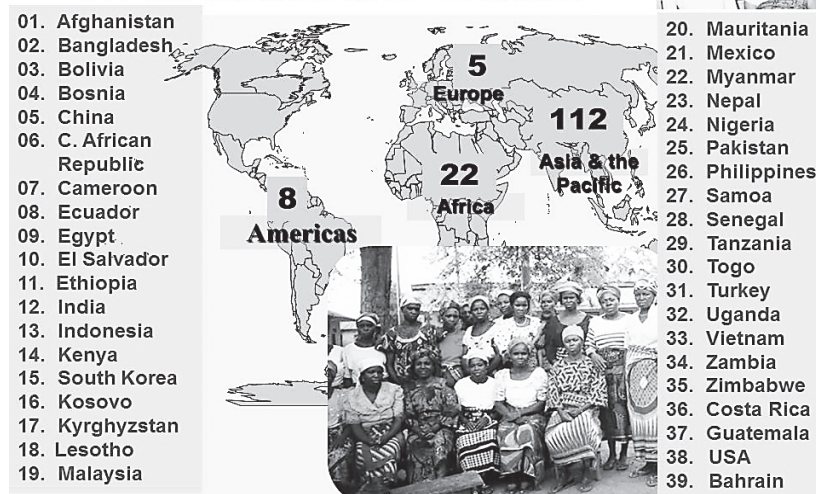 01. Afghanistan
02. Bangladesh
03. Bolivia
04. Bosnia
05. China
06. C. African
Republic
07. Cameroon
08. Ecuador
09. Egypt
10. El Salvador
11. Ethiopia
12. India
13. Indonesia
14. Kenya
15. South Korea
16. Kosovo
17. Kyrghyzstan
18. Lesotho
19. Malaysia
5
Europe
112
Asia & the
Pacific
22
Africa
8
Americas
20. Mauritania
21. Mexico
22. Myanmar
23. Nepal
24. Nigeria
25. Pakistan
26. Philippines
27. Samoa
28. Senegal
29. Tanzania
30. Togo
31. Turkey
32. Uganda
33. Vietnam
34. Zambia
35. Zimbabwe
36. Costa Rica
37. Guatemala
38. USA
39. Bahrain